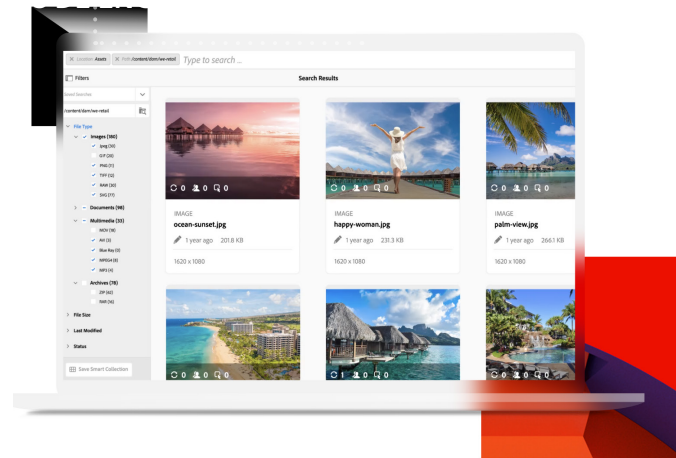 Location: Assets
Path: /content/dam/we-retail
Type to search ...
Filters
Search Results
Saved Searches
/content/dam/we-retail
File Type
Images (180)
Jpeg (30)
GIF (28)
PNG (11)
TIFF (12)
RAW (26)
SVG (17)
Documents (98)
Multimedia (33)
MOV (18)
AVI (3)
Blue Ray (0)
MPEG4 (8)
MP3 (4)
Archives (78)
ZIP (62)
RAR (16)
File Size
Last Modified
Status
Save Smart Collection
0 0 0
IMAGE
ocean-sunset.jpg
1 year ago 201.8 KB
1620 x 1080
0 0 0
IMAGE
happy-woman.jpg
1 year ago 231.3 KB
1620 x 1080
0 0 0
IMAGE
palm-view.jpg
1 year ago 266.1 KB
1620 x 1080
0 0 0
1 0 0
0 0 0